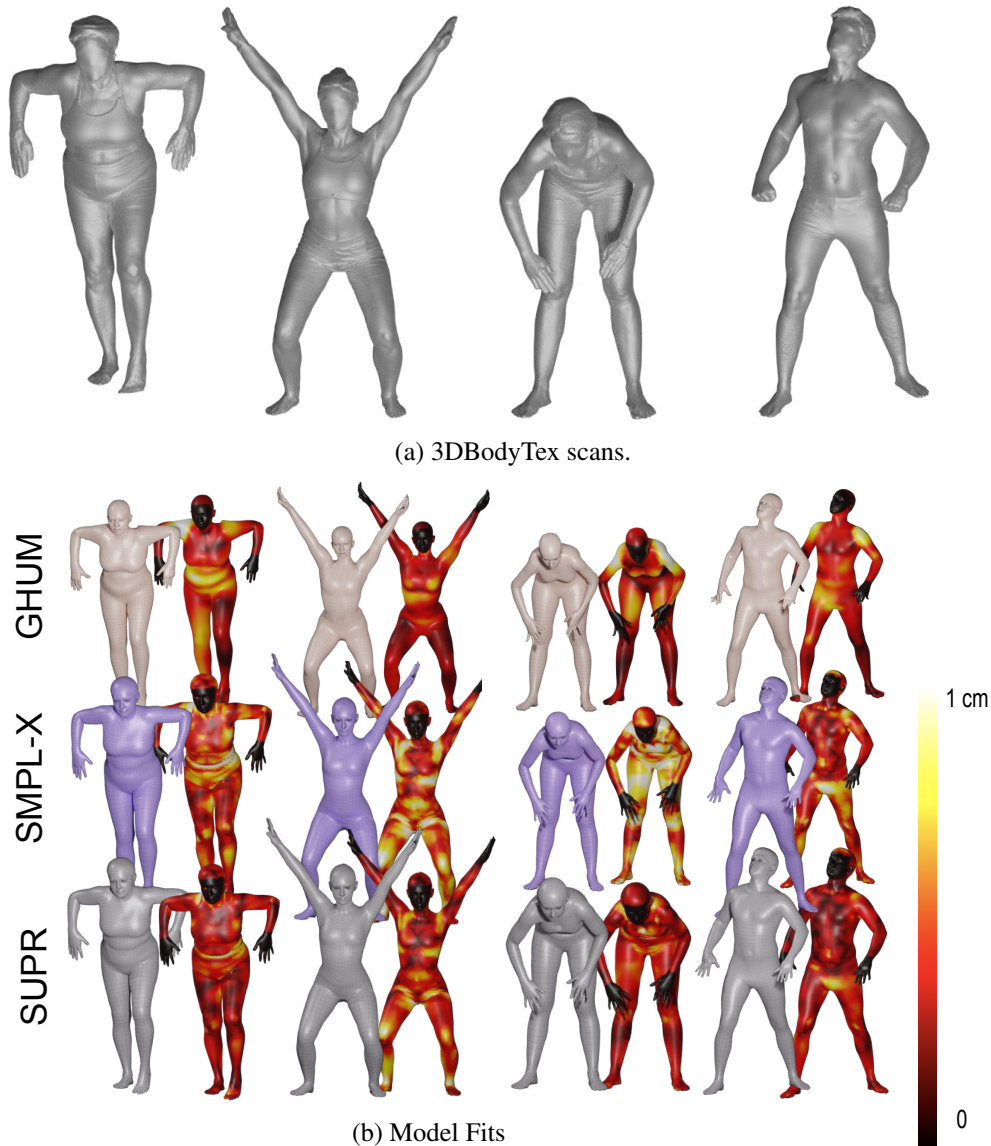 (a) 3DBodyTex scans.
GHUM
SMPL-X
SUPR
1 cm
0
(b) Model Fits